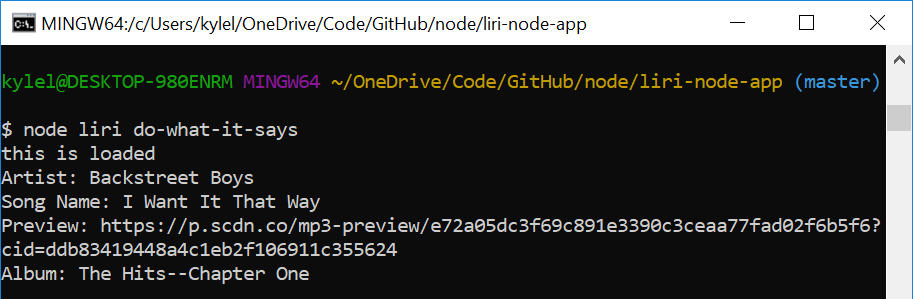 MINGW64:/c/Users/kylel/OneDrive/Code/GitHub/node/liri-node-app
kylel@DESKTOP-980ENRM MINGW64 ~/OneDrive/Code/GitHub/node/liri-node-app (master)
$ node liri do-what-it-says
this is loaded
Artist: Backstreet Boys
Song Name: I Want It That Way
Preview: https://p.scdn.co/mp3-preview/e72a05dc3f69c891e3390c3ceaa77fad02f6b5f6?
cid=ddb83419448a4c1eb2f106911c355624
Album: The Hits--Chapter One